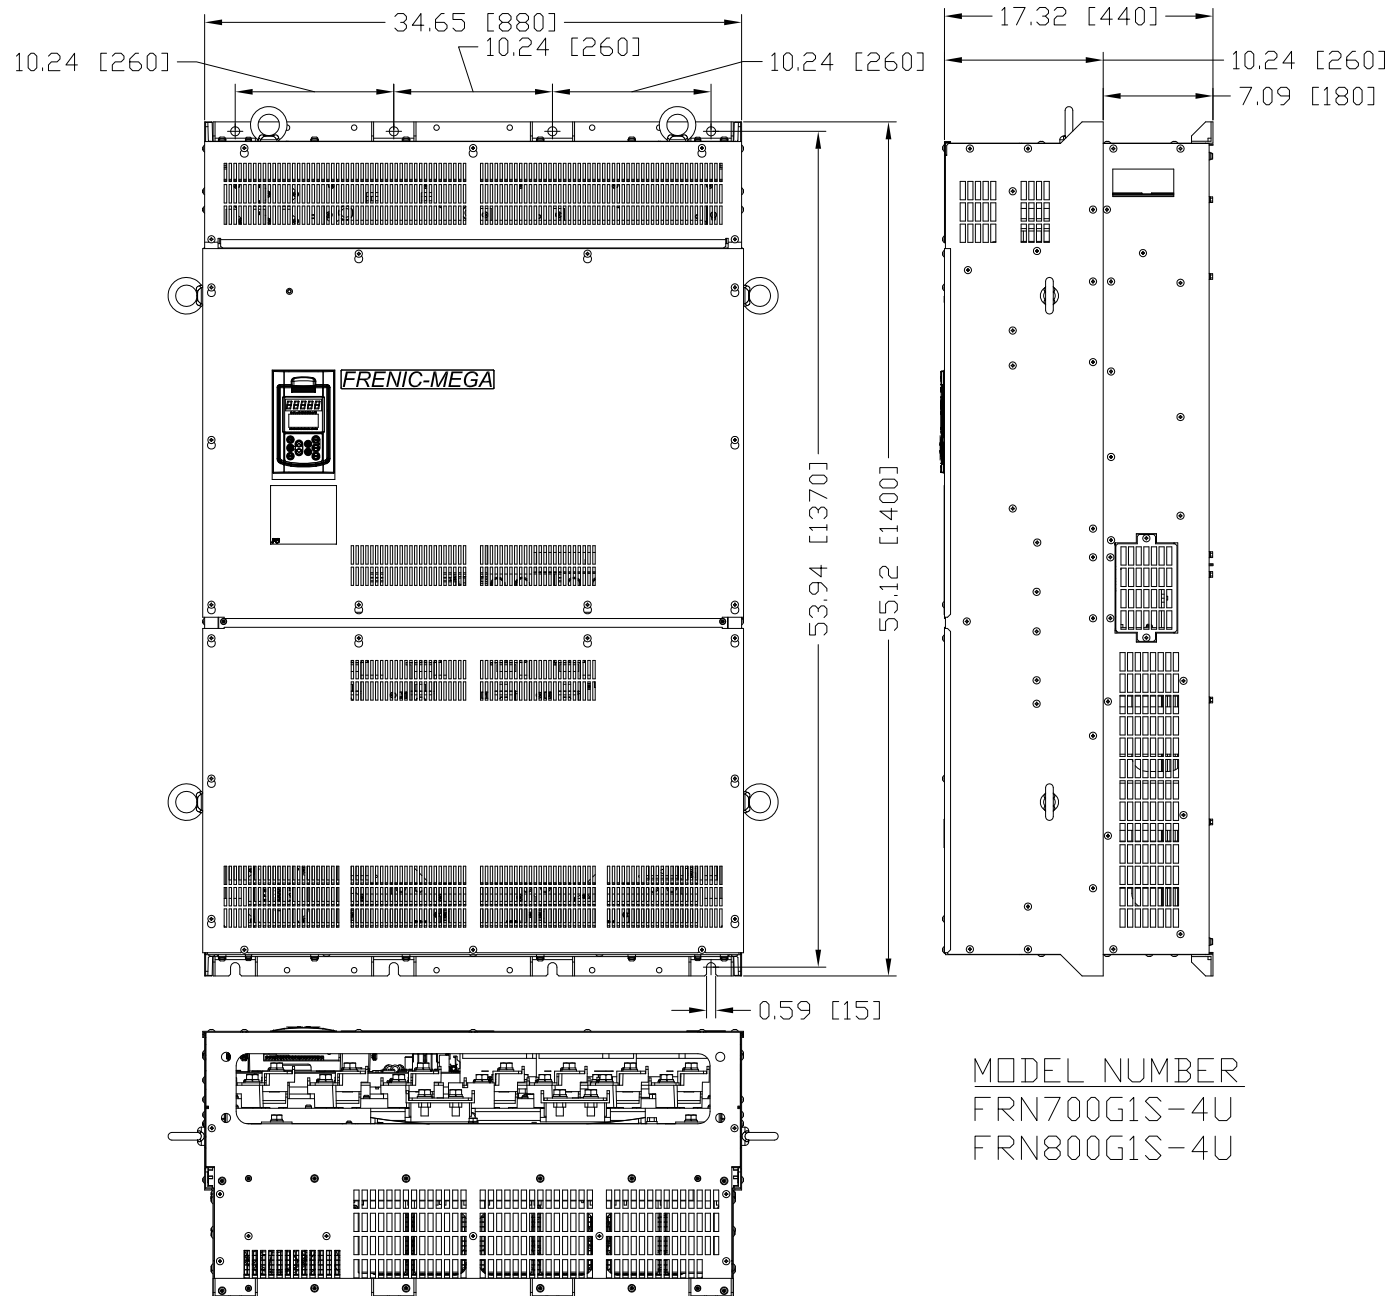 34.65 [880]
17.32 [440]
10.24 [260]
10.24 [260]
10.24 [260]
10.24 [260]
7.09 [180]
FRENIC-MEGA
53.94 [1370]
55.12 [1400]
0.59 [15]
MODEL NUMBER
FRN700G1S-4U
FRN800G1S-4U